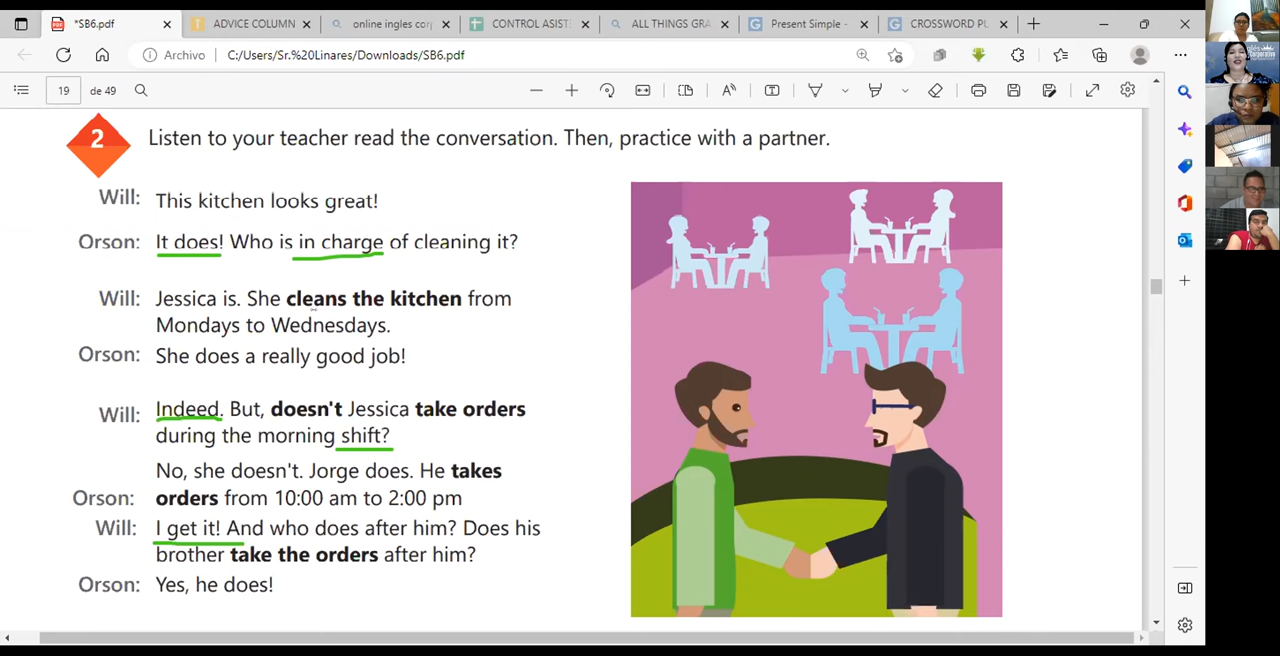 *SB6.pdf
ADVICE COLUMN
online ingles corp
CONTROL ASIST
ALL THINGS GRA
Present Simple -
CROSSWORD PU
Archivo
C:/Users/Sr.%20Linares/Downloads/SB6.pdf
19 de 49
2 Listen to your teacher read the conversation. Then, practice with a partner.
Will: This kitchen looks great!
Orson: It does! Who is in charge of cleaning it?
Will: Jessica is. She cleans the kitchen from
Mondays to Wednesdays.
Orson: She does a really good job!
Will: Indeed. But, doesn't Jessica take orders
during the morning shift?
No, she doesn't. Jorge does. He takes
Orson: orders from 10:00 am to 2:00 pm
Will: I get it! And who does after him? Does his
brother take the orders after him?
Orson: Yes, he does!